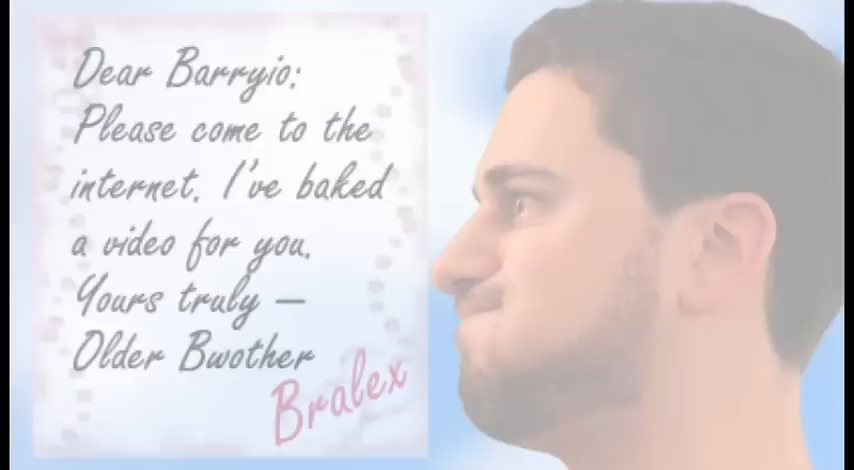 Dear Barryio:
Please come to the
internet. I've baked
a video for you.
Yours truly —
Older Bwother
Bralex